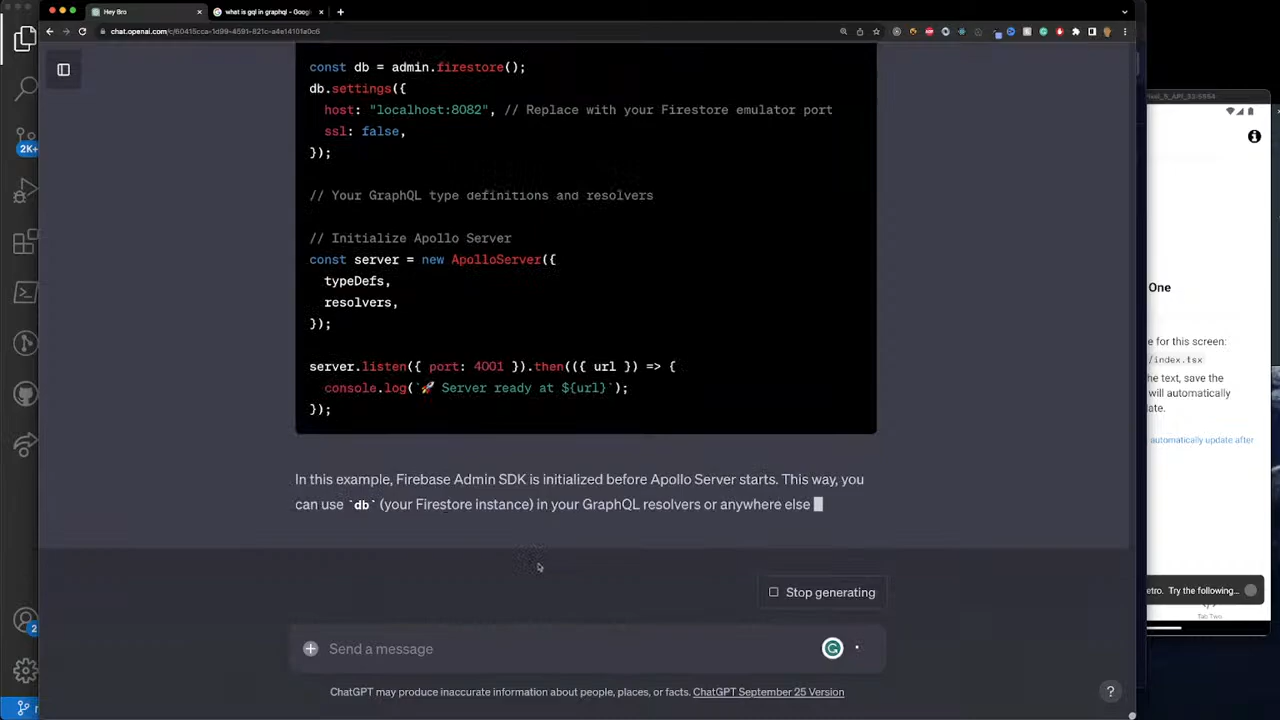 Hey Bro
what is gql in graphql - Goog
chat.openai.com/c/60415cca-1d99-4591-821c-a4e14101a0c6
const db = admin.firestore();
db.settings({
host: "localhost:8082", // Replace with your Firestore emulator port
ssl: false,
});
// Your GraphQL type definitions and resolvers
// Initialize Apollo Server
const server = new ApolloServer({
typeDefs,
resolvers,
});
server.listen({ port: 4001 }).then(({ url }) => {
console.log(`🚀 Server ready at ${url}`);
});
In this example, Firebase Admin SDK is initialized before Apollo Server starts. This way, you
can use `db` (your Firestore instance) in your GraphQL resolvers or anywhere else
Stop generating
Send a message
ChatGPT may produce inaccurate information about people, places, or facts. ChatGPT September 25 Version
?
2K+
2
One
e for this screen:
/index.tsx
he text, save the
will automatically
ate.
automatically update after
etro. Try the following...
Tab Two